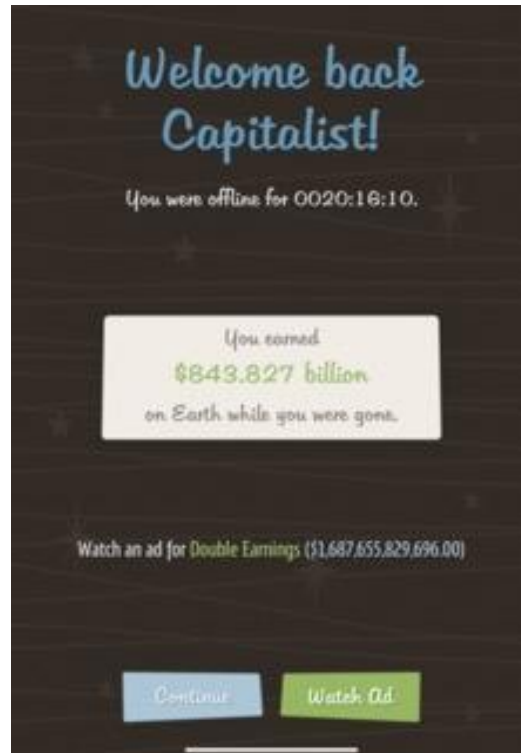 Welcome back
Capitalist!
You were offline for 0020:16:10.
You earned
$843.827 billion
on Earth while you were gone.
Watch an ad for Double Earnings ($1,687,655,829,696.00)
Continue
Watch Ad